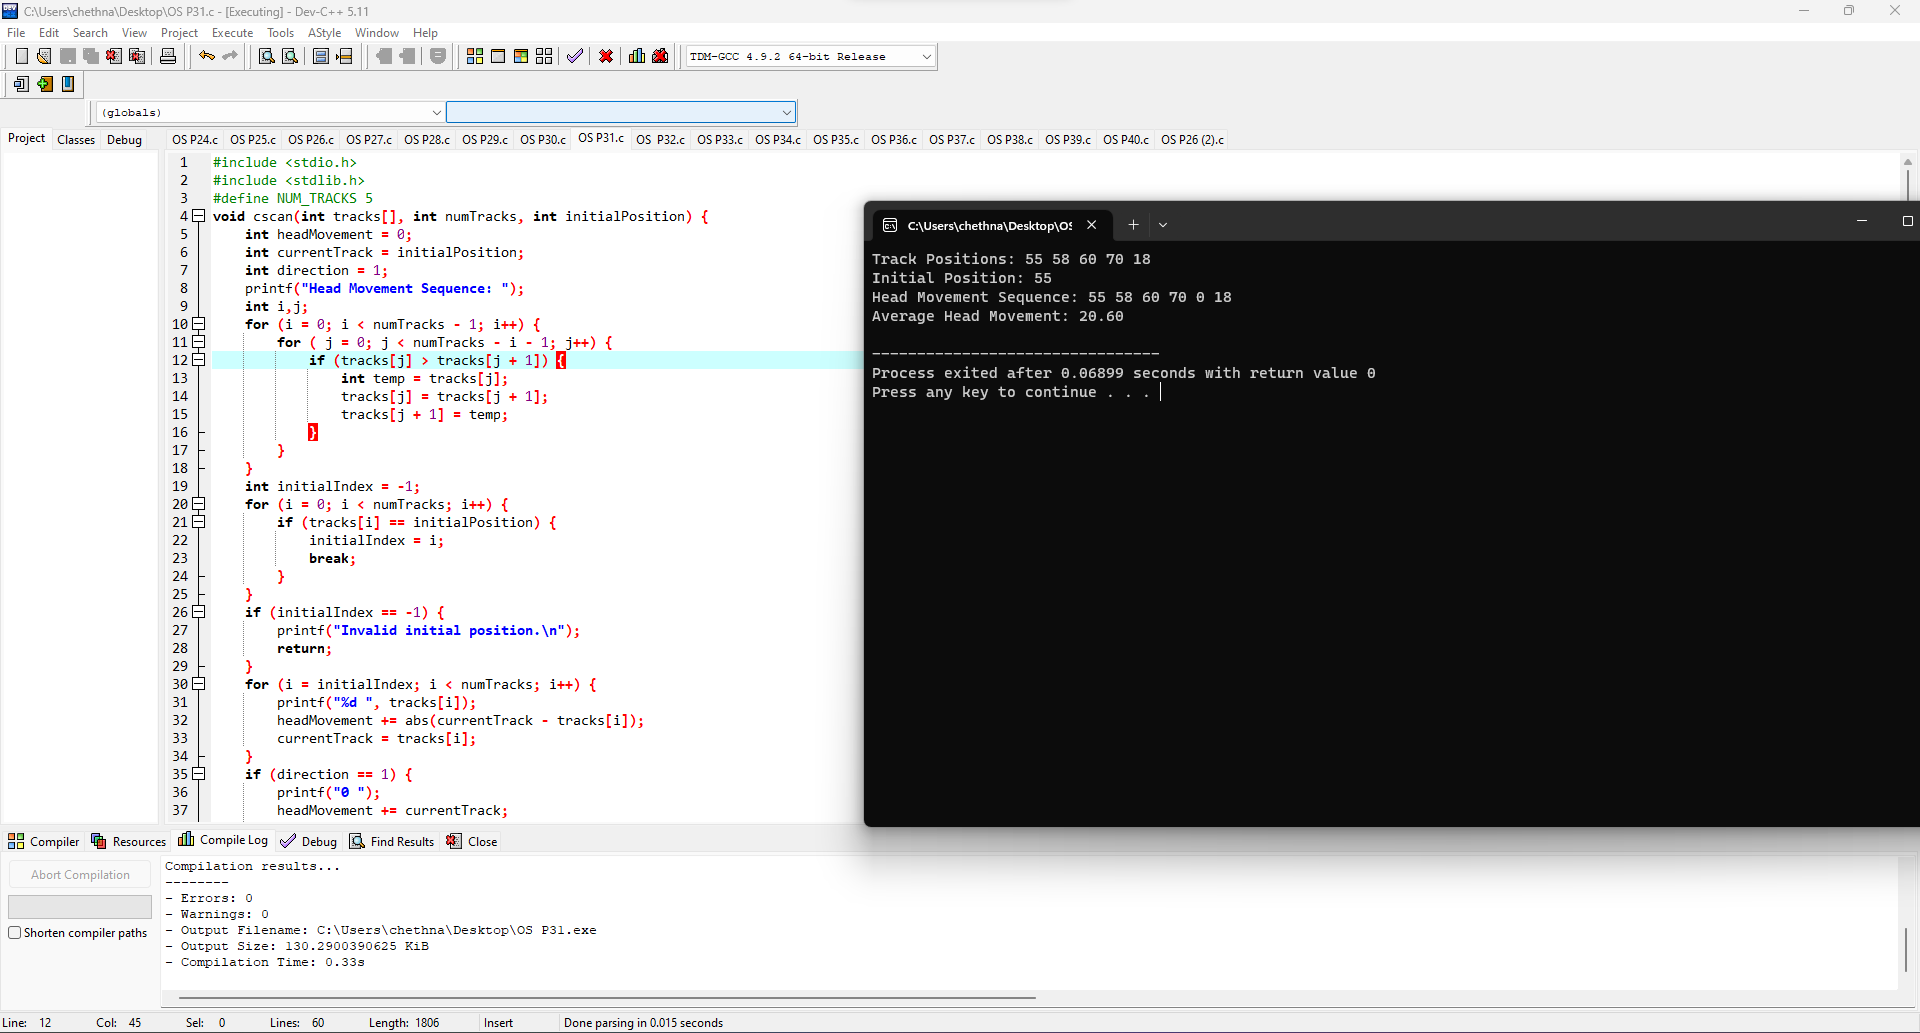 C:\Users\chethna\Desktop\OS P31.c - [Executing] - Dev-C++ 5.11
File Edit Search View Project Execute Tools AStyle Window Help
TDM-GCC 4.9.2 64-bit Release
(globals)
Project Classes Debug
OS P24.c OS P25.c OS P26.c OS P27.c OS P28.c OS P29.c OS P30.c OS P31.c OS P32.c OS P33.c OS P34.c OS P35.c OS P36.c OS P37.c OS P38.c OS P39.c OS P40.c OS P26 (2).c
1 #include <stdio.h>
2 #include <stdlib.h>
3 #define NUM_TRACKS 5
4 void cscan(int tracks[], int numTracks, int initialPosition) {
5 int headMovement = 0;
6 int currentTrack = initialPosition;
7 int direction = 1;
8 printf("Head Movement Sequence: ");
9 int i,j;
10 for (i = 0; i < numTracks - 1; i++) {
11 for ( j = 0; j < numTracks - i - 1; j++) {
12 if (tracks[j] > tracks[j + 1]) {
13 int temp = tracks[j];
14 tracks[j] = tracks[j + 1];
15 tracks[j + 1] = temp;
16 }
17 }
18 }
19 int initialIndex = -1;
20 for (i = 0; i < numTracks; i++) {
21 if (tracks[i] == initialPosition) {
22 initialIndex = i;
23 break;
24 }
25 }
26 if (initialIndex == -1) {
27 printf("Invalid initial position.\n");
28 return;
29 }
30 for (i = initialIndex; i < numTracks; i++) {
31 printf("%d ", tracks[i]);
32 headMovement += abs(currentTrack - tracks[i]);
33 currentTrack = tracks[i];
34 }
35 if (direction == 1) {
36 printf("0 ");
37 headMovement += currentTrack;
C:\Users\chethna\Desktop\OS
Track Positions: 55 58 60 70 18
Initial Position: 55
Head Movement Sequence: 55 58 60 70 0 18
Average Head Movement: 20.60
--------------------------------
Process exited after 0.06899 seconds with return value 0
Press any key to continue . . .
Compiler Resources Compile Log Debug Find Results Close
Abort Compilation
Shorten compiler paths
Compilation results...
--------
- Errors: 0
- Warnings: 0
- Output Filename: C:\Users\chethna\Desktop\OS P31.exe
- Output Size: 130.2900390625 KiB
- Compilation Time: 0.33s
Line: 12 Col: 45 Sel: 0 Lines: 60 Length: 1806 Insert Done parsing in 0.015 seconds